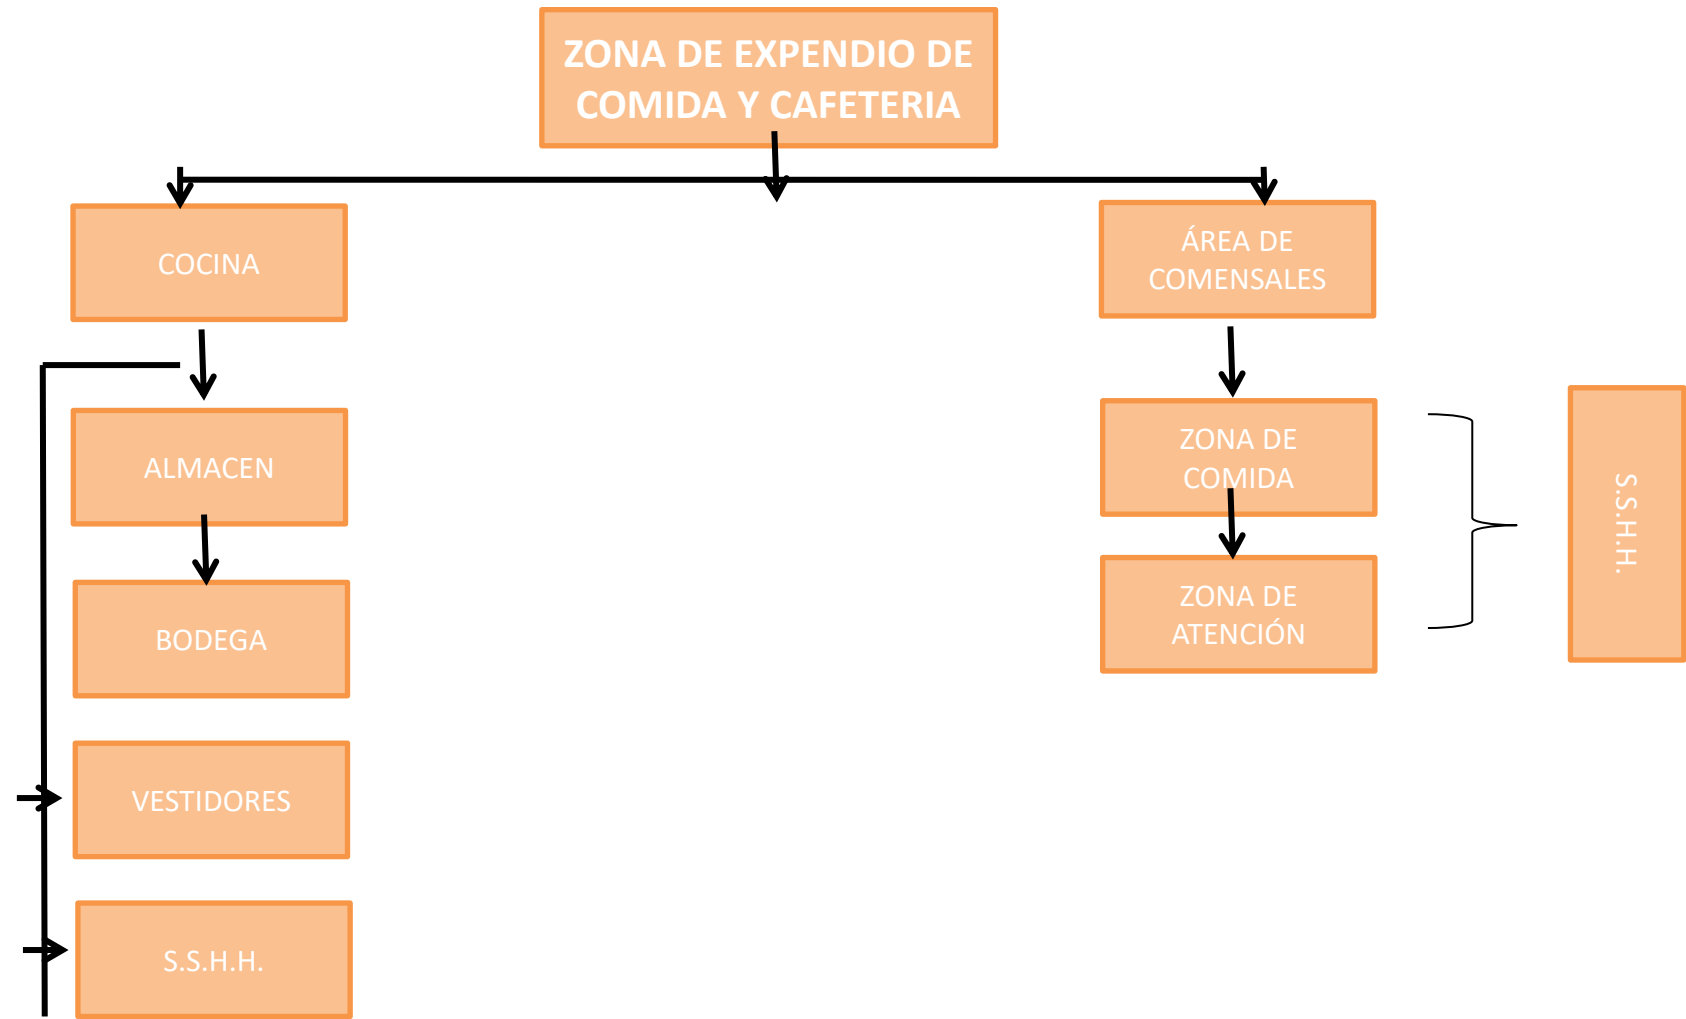 ZONA DE EXPENDIO DE
COMIDA Y CAFETERIA
COCINA
ÁREA DE
COMENSALES
ALMACEN
ZONA DE
COMIDA
S.S.H.H.
BODEGA
ZONA DE
ATENCIÓN
VESTIDORES
S.S.H.H.